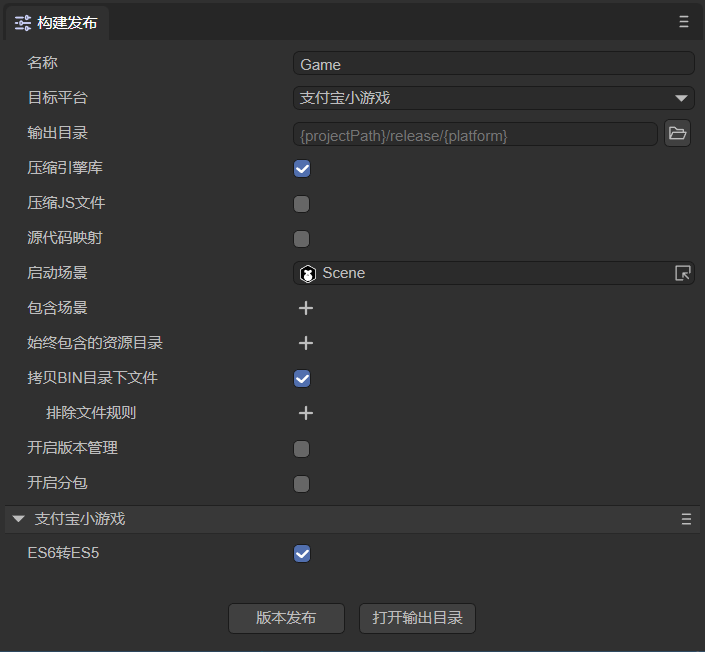 构建发布
名称
Game
目标平台
支付宝小游戏
输出目录
{projectPath}/release/{platform}
压缩引擎库
压缩JS文件
源代码映射
启动场景
Scene
包含场景
始终包含的资源目录
拷贝BIN目录下文件
排除文件规则
开启版本管理
开启分包
支付宝小游戏
ES6转ES5
版本发布
打开输出目录